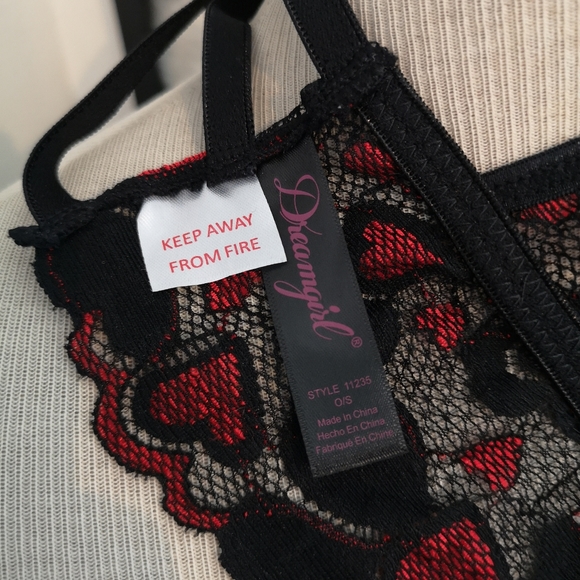 KEEP AWAY
FROM FIRE
Dreamgirl®
STYLE 11235
O/S
Made in China
Hecho En China
Fabriqué En Chine